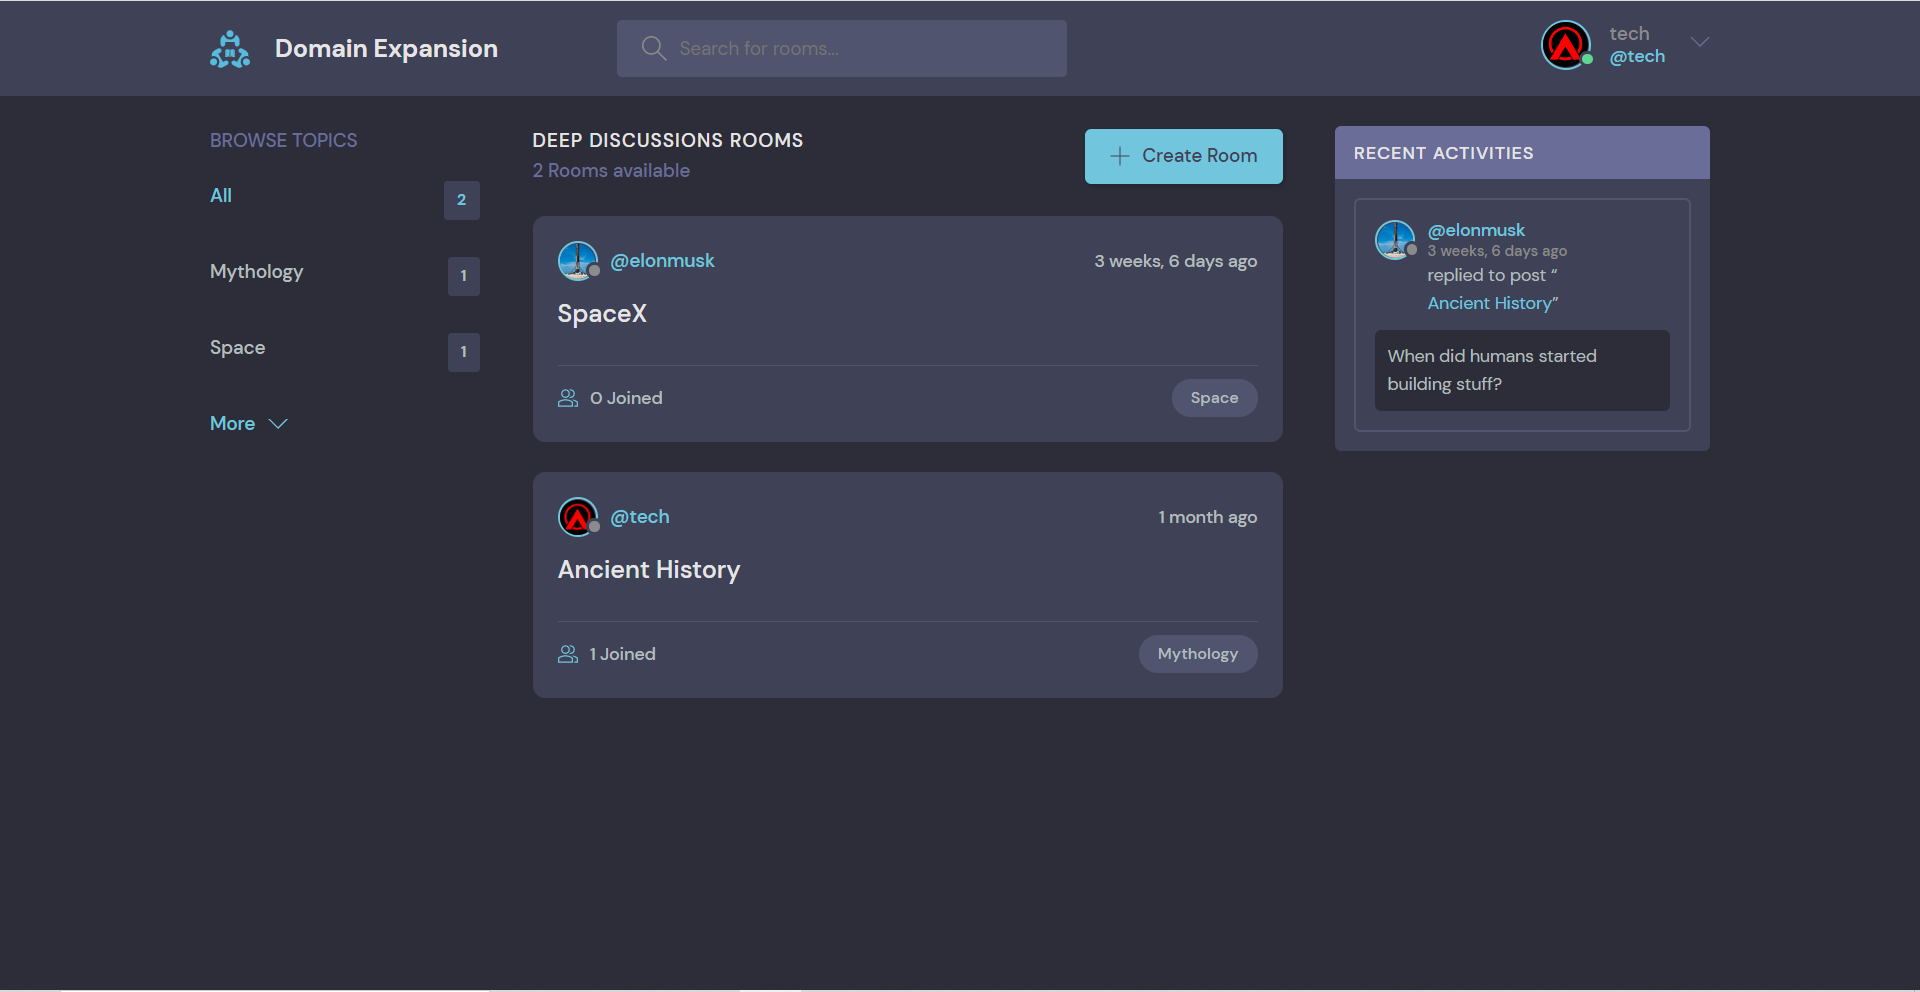 Domain Expansion
Search for rooms...
tech
@tech
BROWSE TOPICS
All
2
Mythology
1
Space
1
More
DEEP DISCUSSIONS ROOMS
2 Rooms available
Create Room
@elonmusk
3 weeks, 6 days ago
SpaceX
0 Joined
Space
@tech
1 month ago
Ancient History
1 Joined
Mythology
RECENT ACTIVITIES
@elonmusk
3 weeks, 6 days ago
replied to post “
Ancient History”
When did humans started
building stuff?